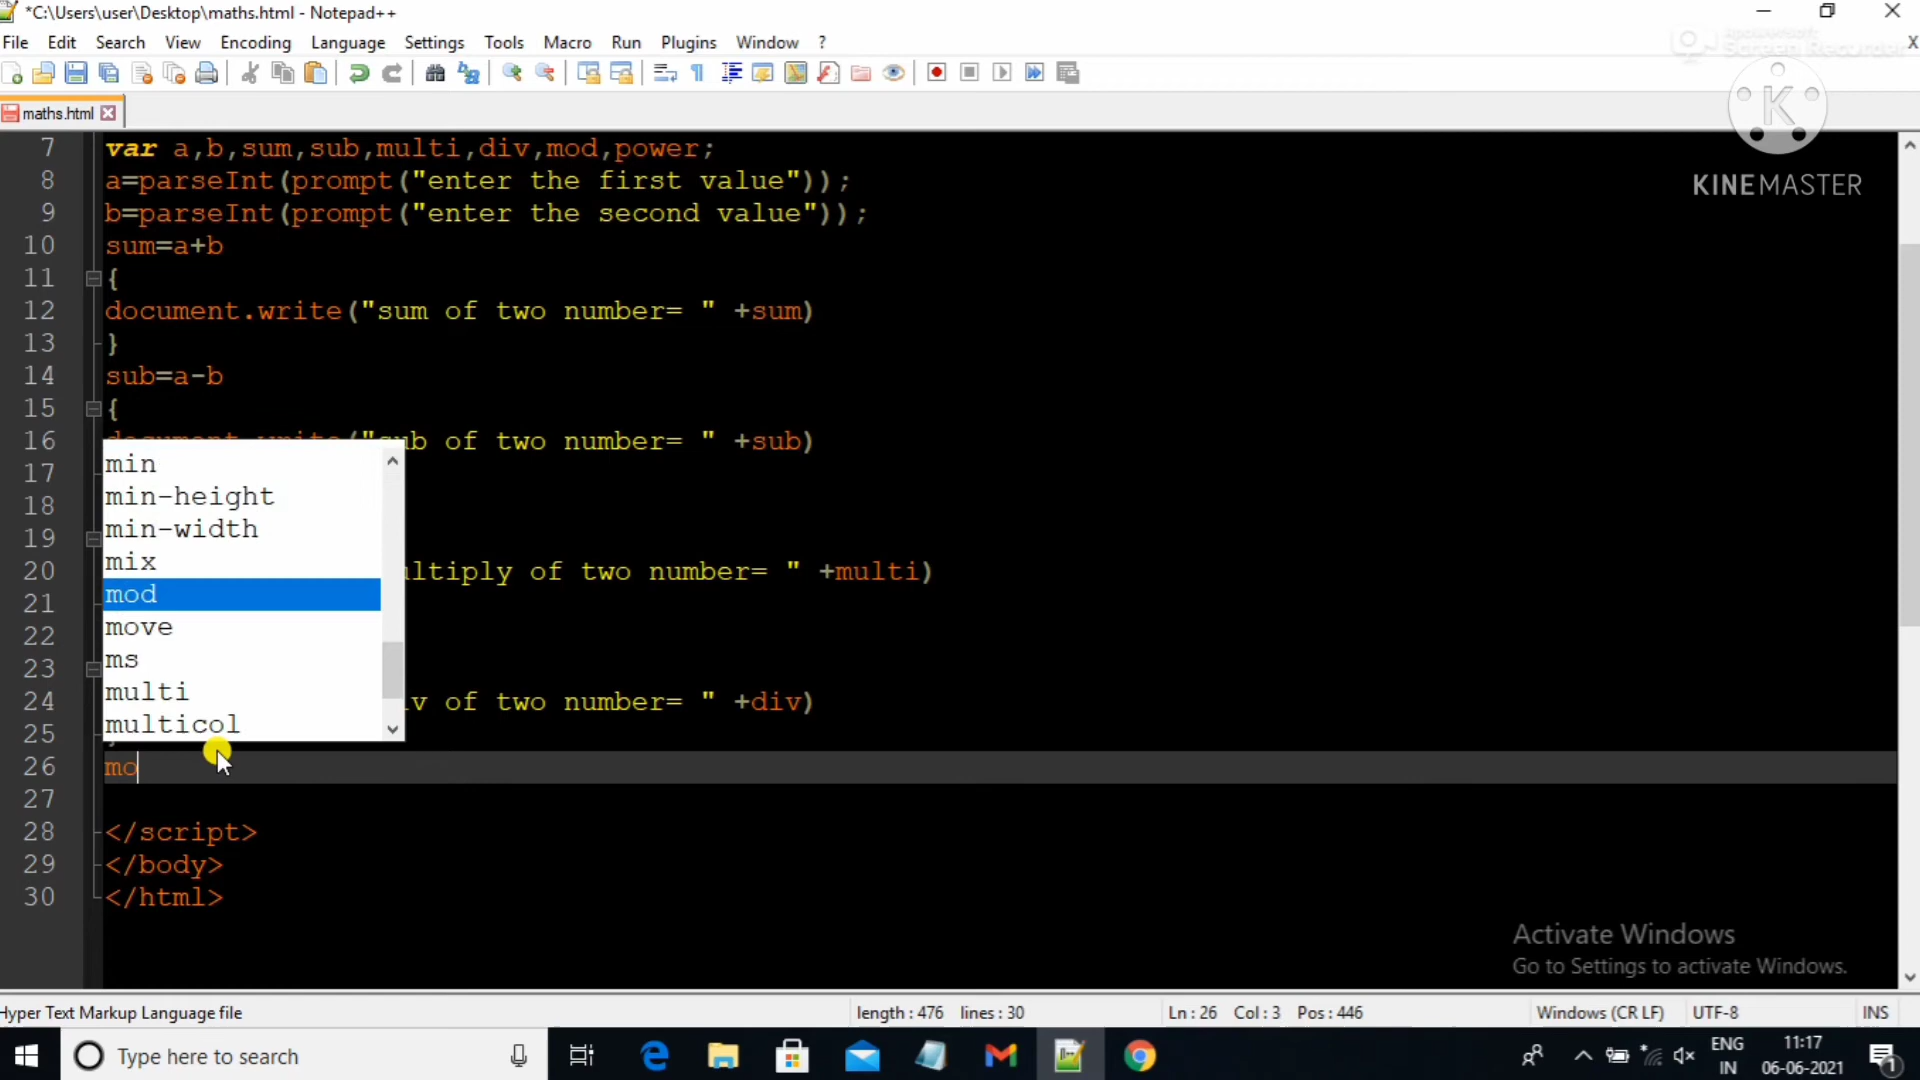 *C:\Users\user\Desktop\maths.html - Notepad++
File Edit Search View Encoding Language Settings Tools Macro Run Plugins Window ? X
Screen Recorder
maths.html
K
KINEMASTER
7 var a,b,sum,sub,multi,div,mod,power;
8 a=parseInt(prompt("enter the first value"));
9 b=parseInt(prompt("enter the second value"));
10 sum=a+b
11 {
12 document.write("sum of two number= " +sum)
13 }
14 sub=a-b
15 {
16 document.write("sub of two number= " +sub)
17
18
19
20 ltiply of two number= " +multi)
21
22
23
24 v of two number= " +div)
25
26 mo
27
28 </script>
29 </body>
30 </html>
min
min-height
min-width
mix
mod
move
ms
multi
multicol
Activate Windows
Go to Settings to activate Windows.
Hyper Text Markup Language file length : 476 lines : 30 Ln : 26 Col : 3 Pos : 446 Windows (CR LF) UTF-8 INS
Type here to search
ENG
IN
11:17
06-06-2021
1